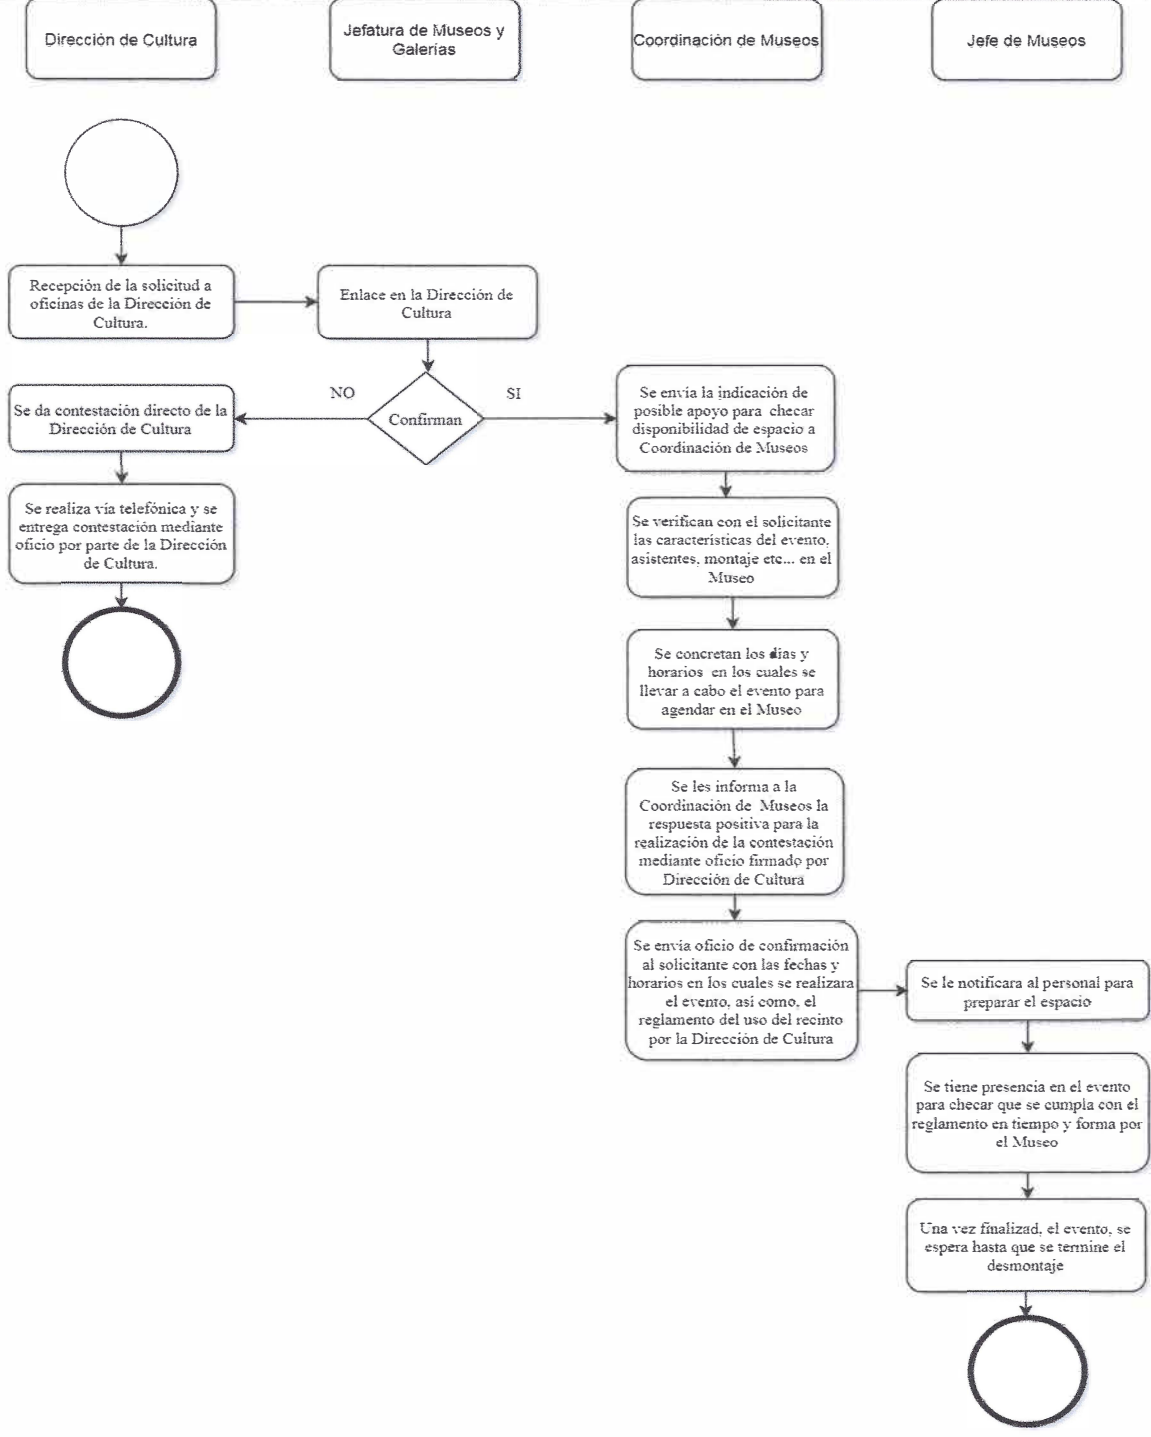 Dirección de Cultura
Jefatura de Museos y
Galerías
Coordinación de Museos
Jefe de Museos
Recepción de la solicitud a
oficinas de la Dirección de
Cultura.
Enlace en la Dirección de
Cultura
Confirman
NO
SI
Se da contestación directo de la
Dirección de Cultura
Se realiza vía telefónica y se
entrega contestación mediante
oficio por parte de la Dirección
de Cultura.
Se envía la indicación de
posible apoyo para checar
disponibilidad de espacio a
Coordinación de Museos
Se verifican con el solicitante
las características del evento,
asistentes, montaje etc... en el
Museo
Se concretan los días y
horarios en los cuales se
llevar a cabo el evento para
agendar en el Museo
Se les informa a la
Coordinación de Museos la
respuesta positiva para la
realización de la contestación
mediante oficio firmado por
Dirección de Cultura
Se envía oficio de confirmación
al solicitante con las fechas y
horarios en los cuales se realizara
el evento, así como, el
reglamento del uso del recinto
por la Dirección de Cultura
Se le notificara al personal para
preparar el espacio
Se tiene presencia en el evento
para checar que se cumpla con el
reglamento en tiempo y forma por
el Museo
Una vez finalizad, el evento, se
espera hasta que se termine el
desmontaje